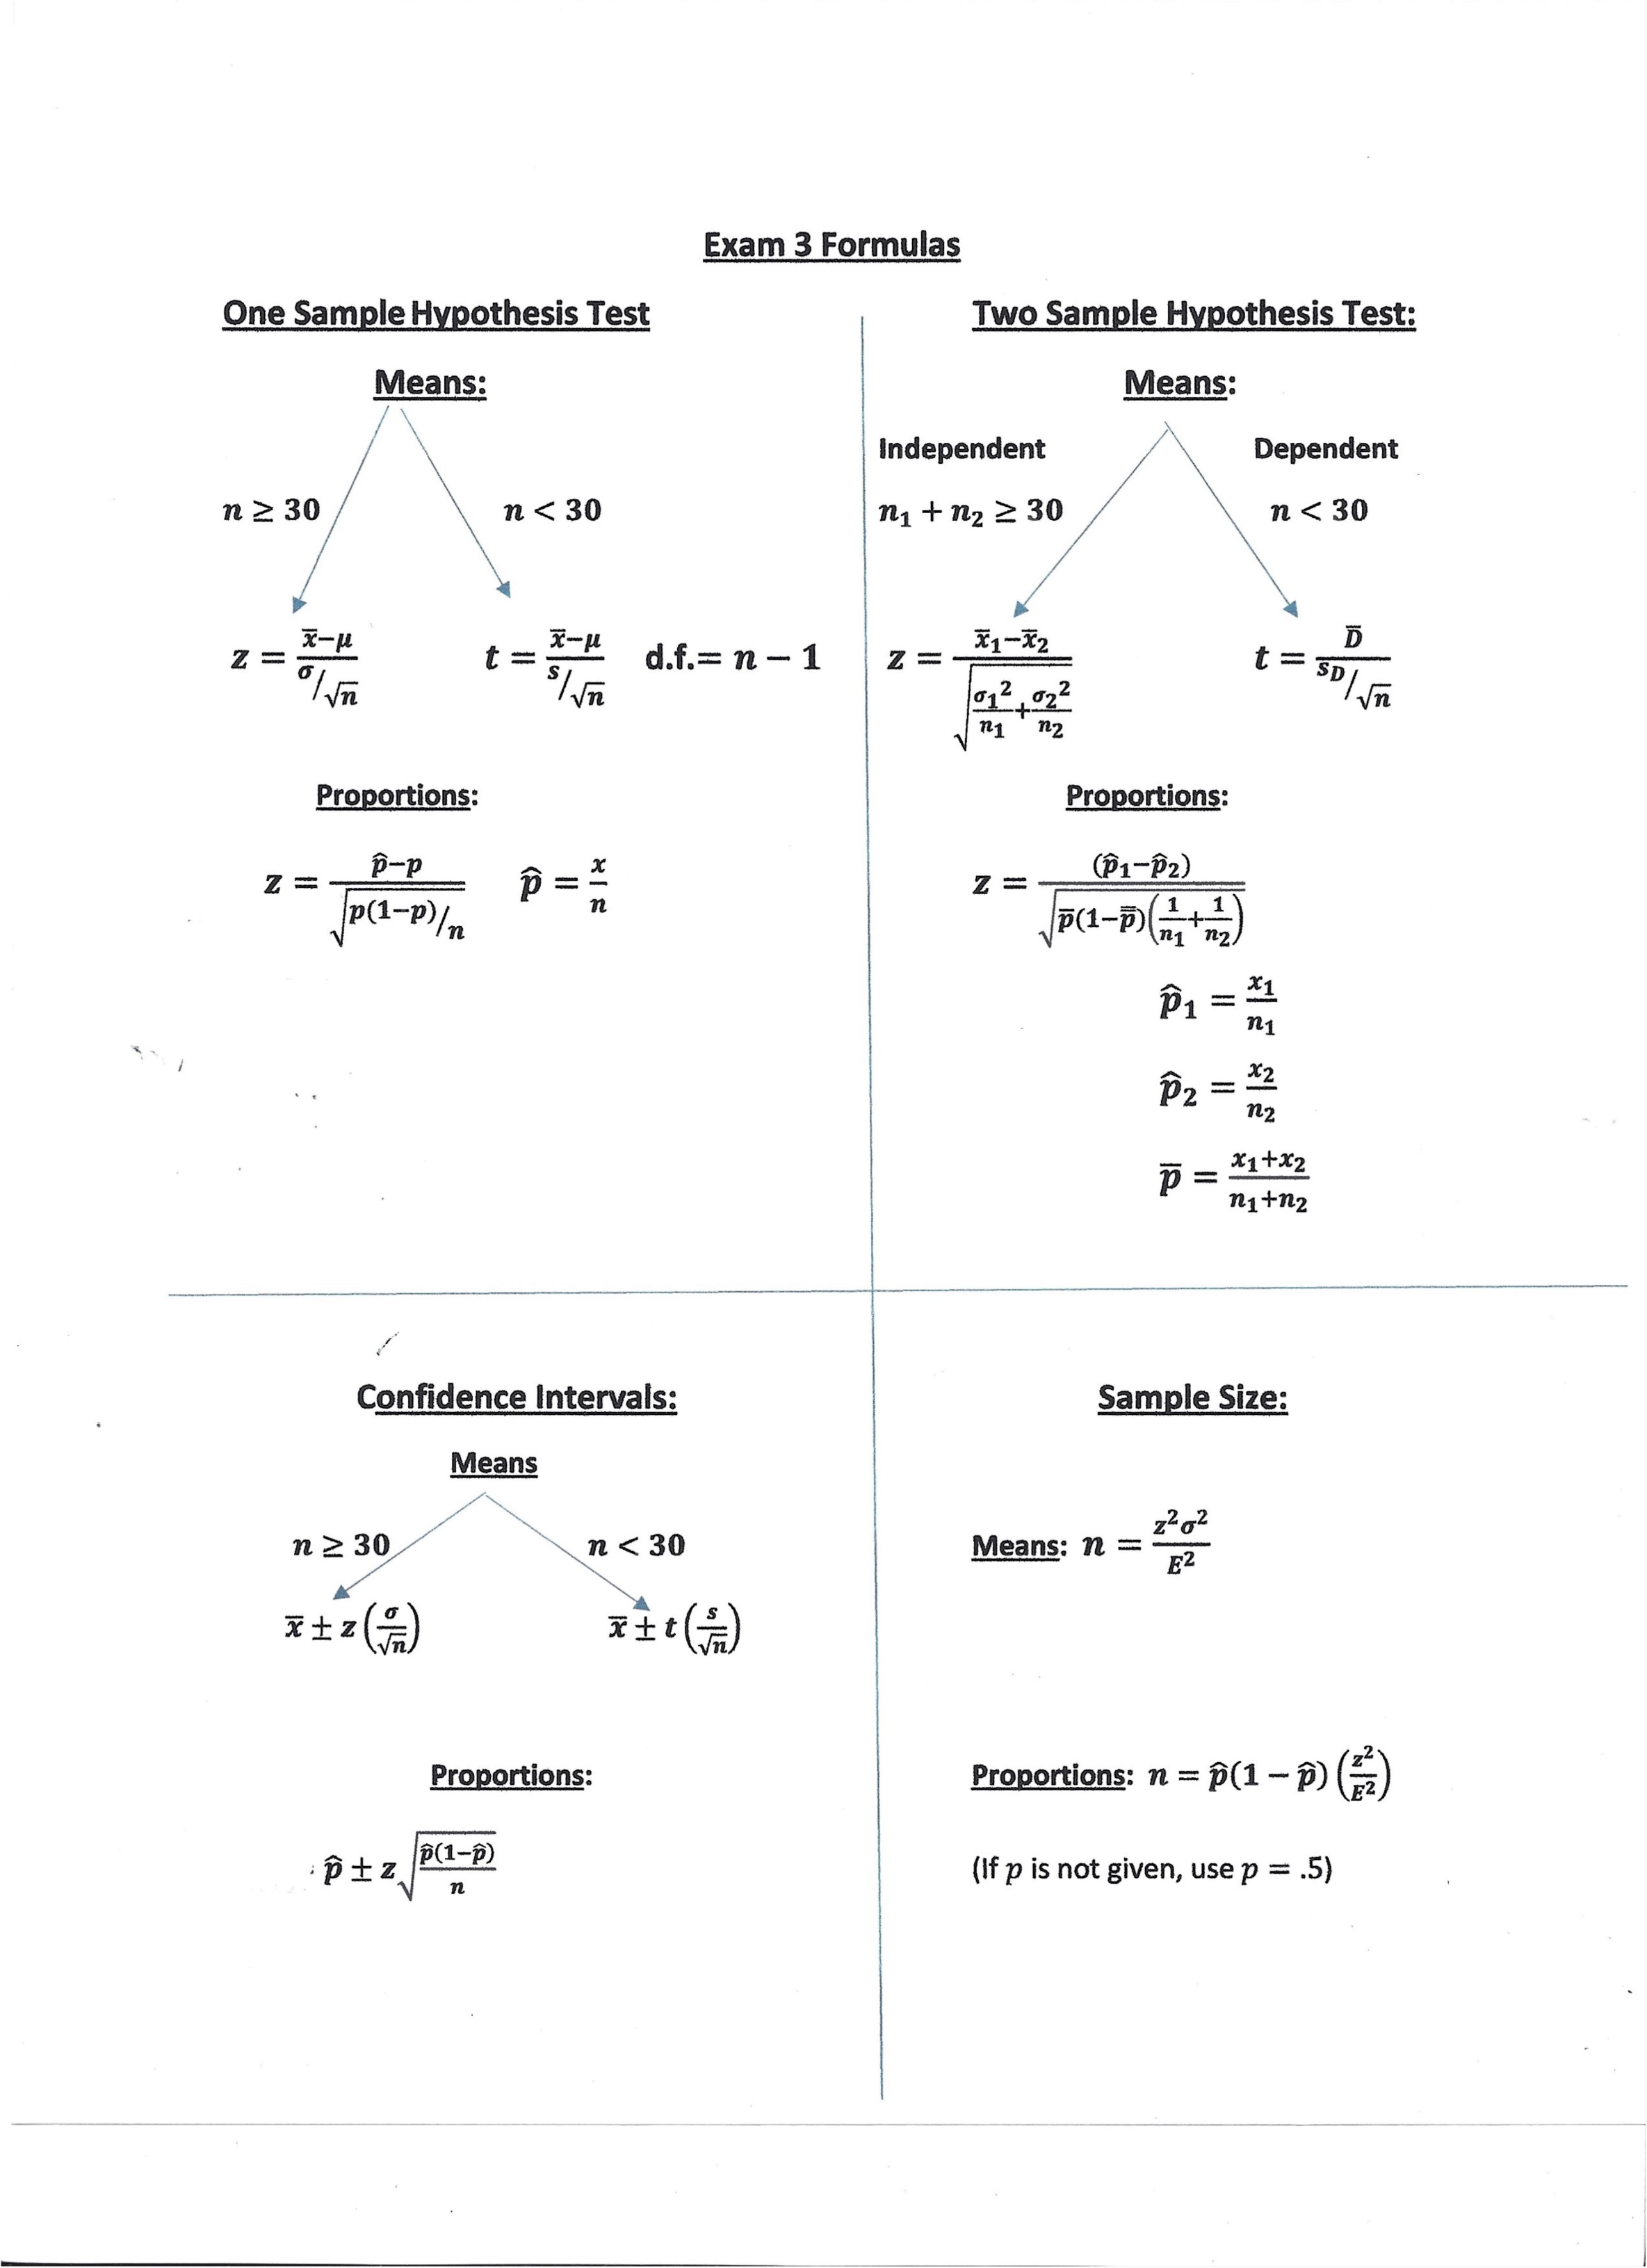 Exam 3 Formulas
One Sample Hypothesis Test
Means:
n ≥ 30 n < 30
z = x̄−μ / σ/√n t = x̄−μ / s/√n d.f.= n − 1
Proportions:
z = p̂−p / √p(1−p)/n p̂ = x/n
Two Sample Hypothesis Test:
Means:
Independent Dependent
n₁ + n₂ ≥ 30 n < 30
z = x̄₁−x̄₂ / √(σ₁²/n₁ + σ₂²/n₂) t = D̄ / s_D/√n
Proportions:
z = (p̂₁−p̂₂) / √p̄(1−p̿)(1/n₁ + 1/n₂)
p̂₁ = x₁/n₁
p̂₂ = x₂/n₂
p̄ = x₁+x₂ / n₁+n₂
Confidence Intervals:
Means
n ≥ 30 n < 30
x̄ ± z(σ/√n) x̄ ± t(s/√n)
Proportions:
p̂ ± z√(p̂(1−p̂)/n)
Sample Size:
Means: n = z²σ²/E²
Proportions: n = p̂(1 − p̂)(z²/E²)
(If p is not given, use p = .5)